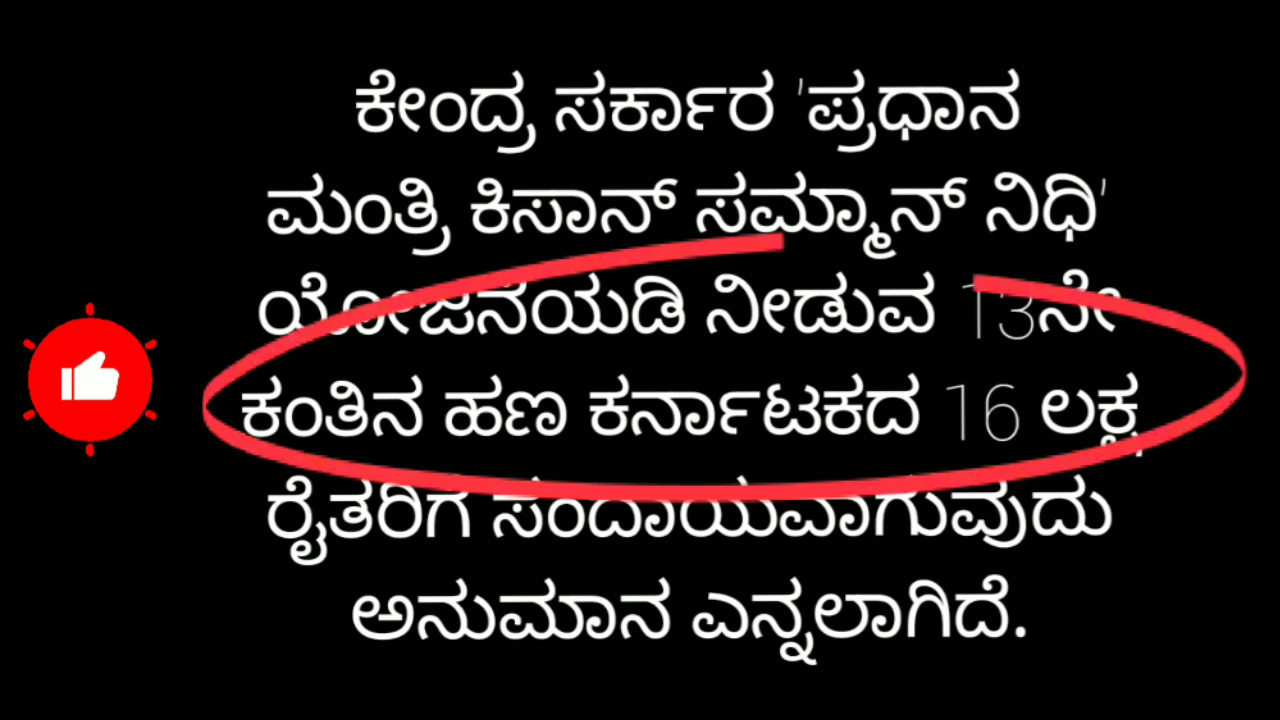 ಕೇಂದ್ರ ಸರ್ಕಾರ 'ಪ್ರಧಾನ
ಮಂತ್ರಿ ಕಿಸಾನ್ ಸಮ್ಮಾನ್ ನಿಧಿ'
ಯೋಜನೆಯಡಿ ನೀಡುವ 13ನೇ
ಕಂತಿನ ಹಣ ಕರ್ನಾಟಕದ 16 ಲಕ್ಷ
ರೈತರಿಗೆ ಸಂದಾಯವಾಗುವುದು
ಅನುಮಾನ ಎನ್ನಲಾಗಿದೆ.